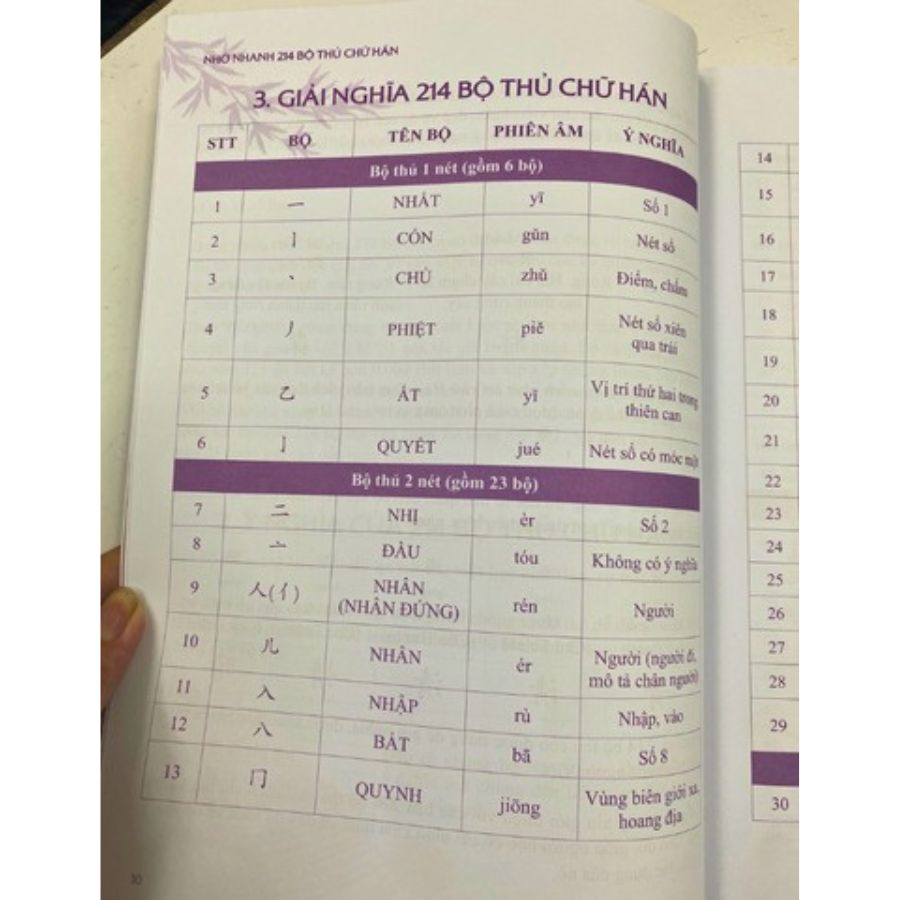 NHỚ NHANH 214 BỘ THỦ CHỮ HÁN
3. GIẢI NGHĨA 214 BỘ THỦ CHỮ HÁN
STT BỘ TÊN BỘ PHIÊN ÂM Ý NGHĨA
Bộ thủ 1 nét (gồm 6 bộ)
1 一 NHẤT yī Số 1
2 丨 CỔN gǔn Nét sổ
3 丶 CHỦ zhǔ Điểm, chấm
4 丿 PHIỆT piě Nét sổ xiên
qua trái
5 乙 ẤT yǐ Vị trí thứ hai trong
thiên can
6 亅 QUYẾT jué Nét sổ có móc một
Bộ thủ 2 nét (gồm 23 bộ)
7 二 NHỊ èr Số 2
8 亠 ĐẦU tóu Không có ý nghĩa
9 人(亻) NHÂN
(NHÂN ĐỨNG) rén Người
10 儿 NHÂN ér Người (người đi,
mô tả chân người)
11 入 NHẬP rù Nhập, vào
12 八 BÁT bā Số 8
13 冂 QUYNH jiōng Vùng biên giới xa,
hoang địa
10
14
15
16
17
18
19
20
21
22
23
24
25
26
27
28
29
30